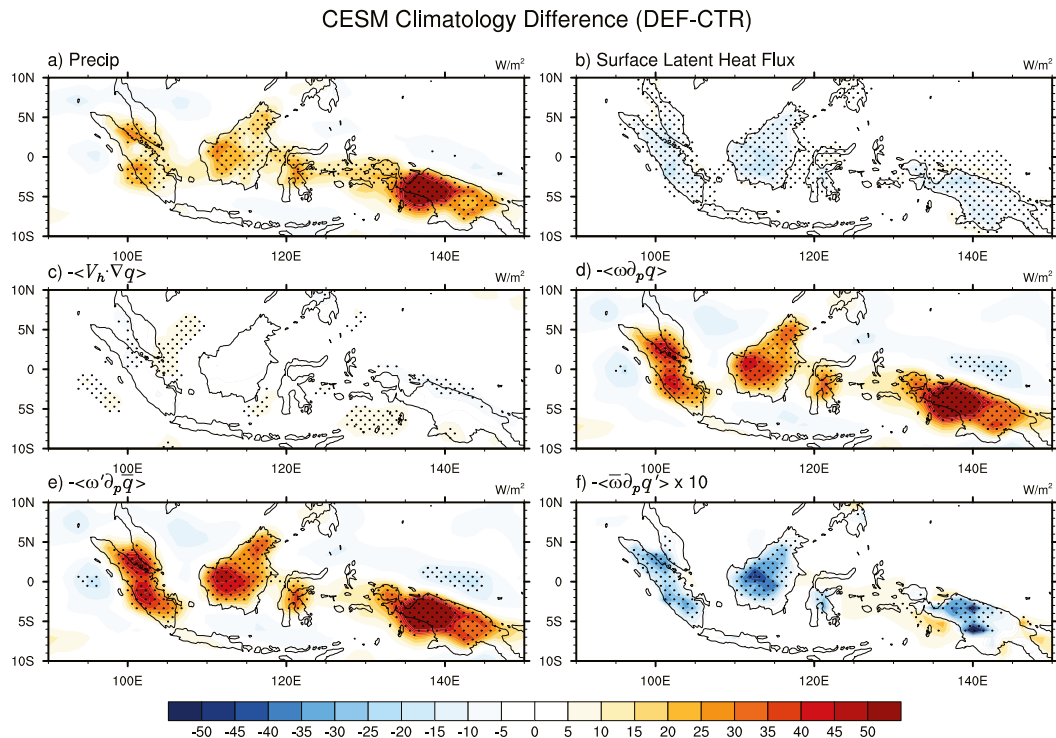 CESM Climatology Difference (DEF-CTR)
a) Precip W/m² b) Surface Latent Heat Flux W/m²
10N 10N
5N 5N
0 0
5S 5S
10S 10S
100E 120E 140E 100E 120E 140E
c) -<V_h·∇q> W/m² d) -<ω∂_p q> W/m²
10N 10N
5N 5N
0 0
5S 5S
10S 10S
100E 120E 140E 100E 120E 140E
e) -<ω′∂_p q̅> W/m² f) -<ω̅∂_p q′> x 10 W/m²
10N 10N
5N 5N
0 0
5S 5S
10S 10S
100E 120E 140E 100E 120E 140E
-50 -45 -40 -35 -30 -25 -20 -15 -10 -5 0 5 10 15 20 25 30 35 40 45 50